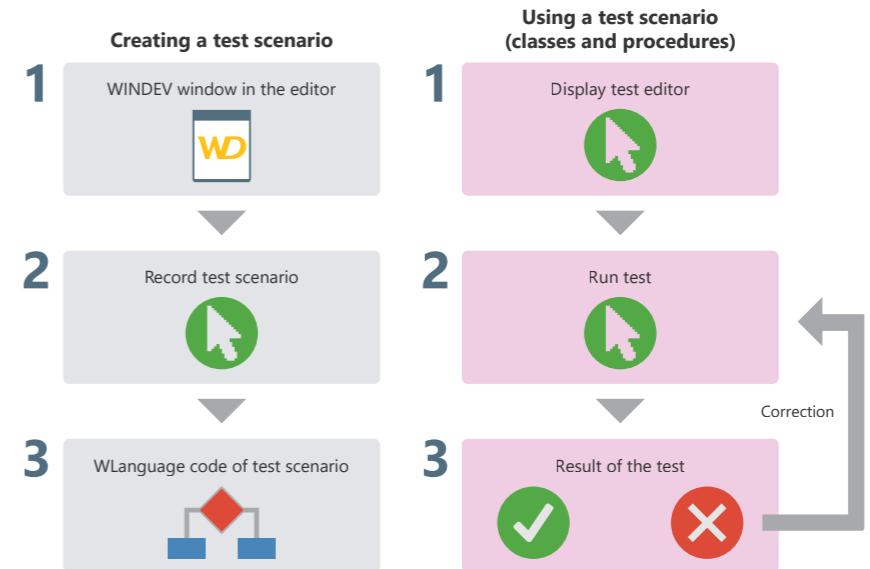 Creating a test scenario
1
WINDEV window in the editor
WD
2
Record test scenario
3
WLanguage code of test scenario
Using a test scenario
(classes and procedures)
1
Display test editor
2
Run test
Correction
3
Result of the test